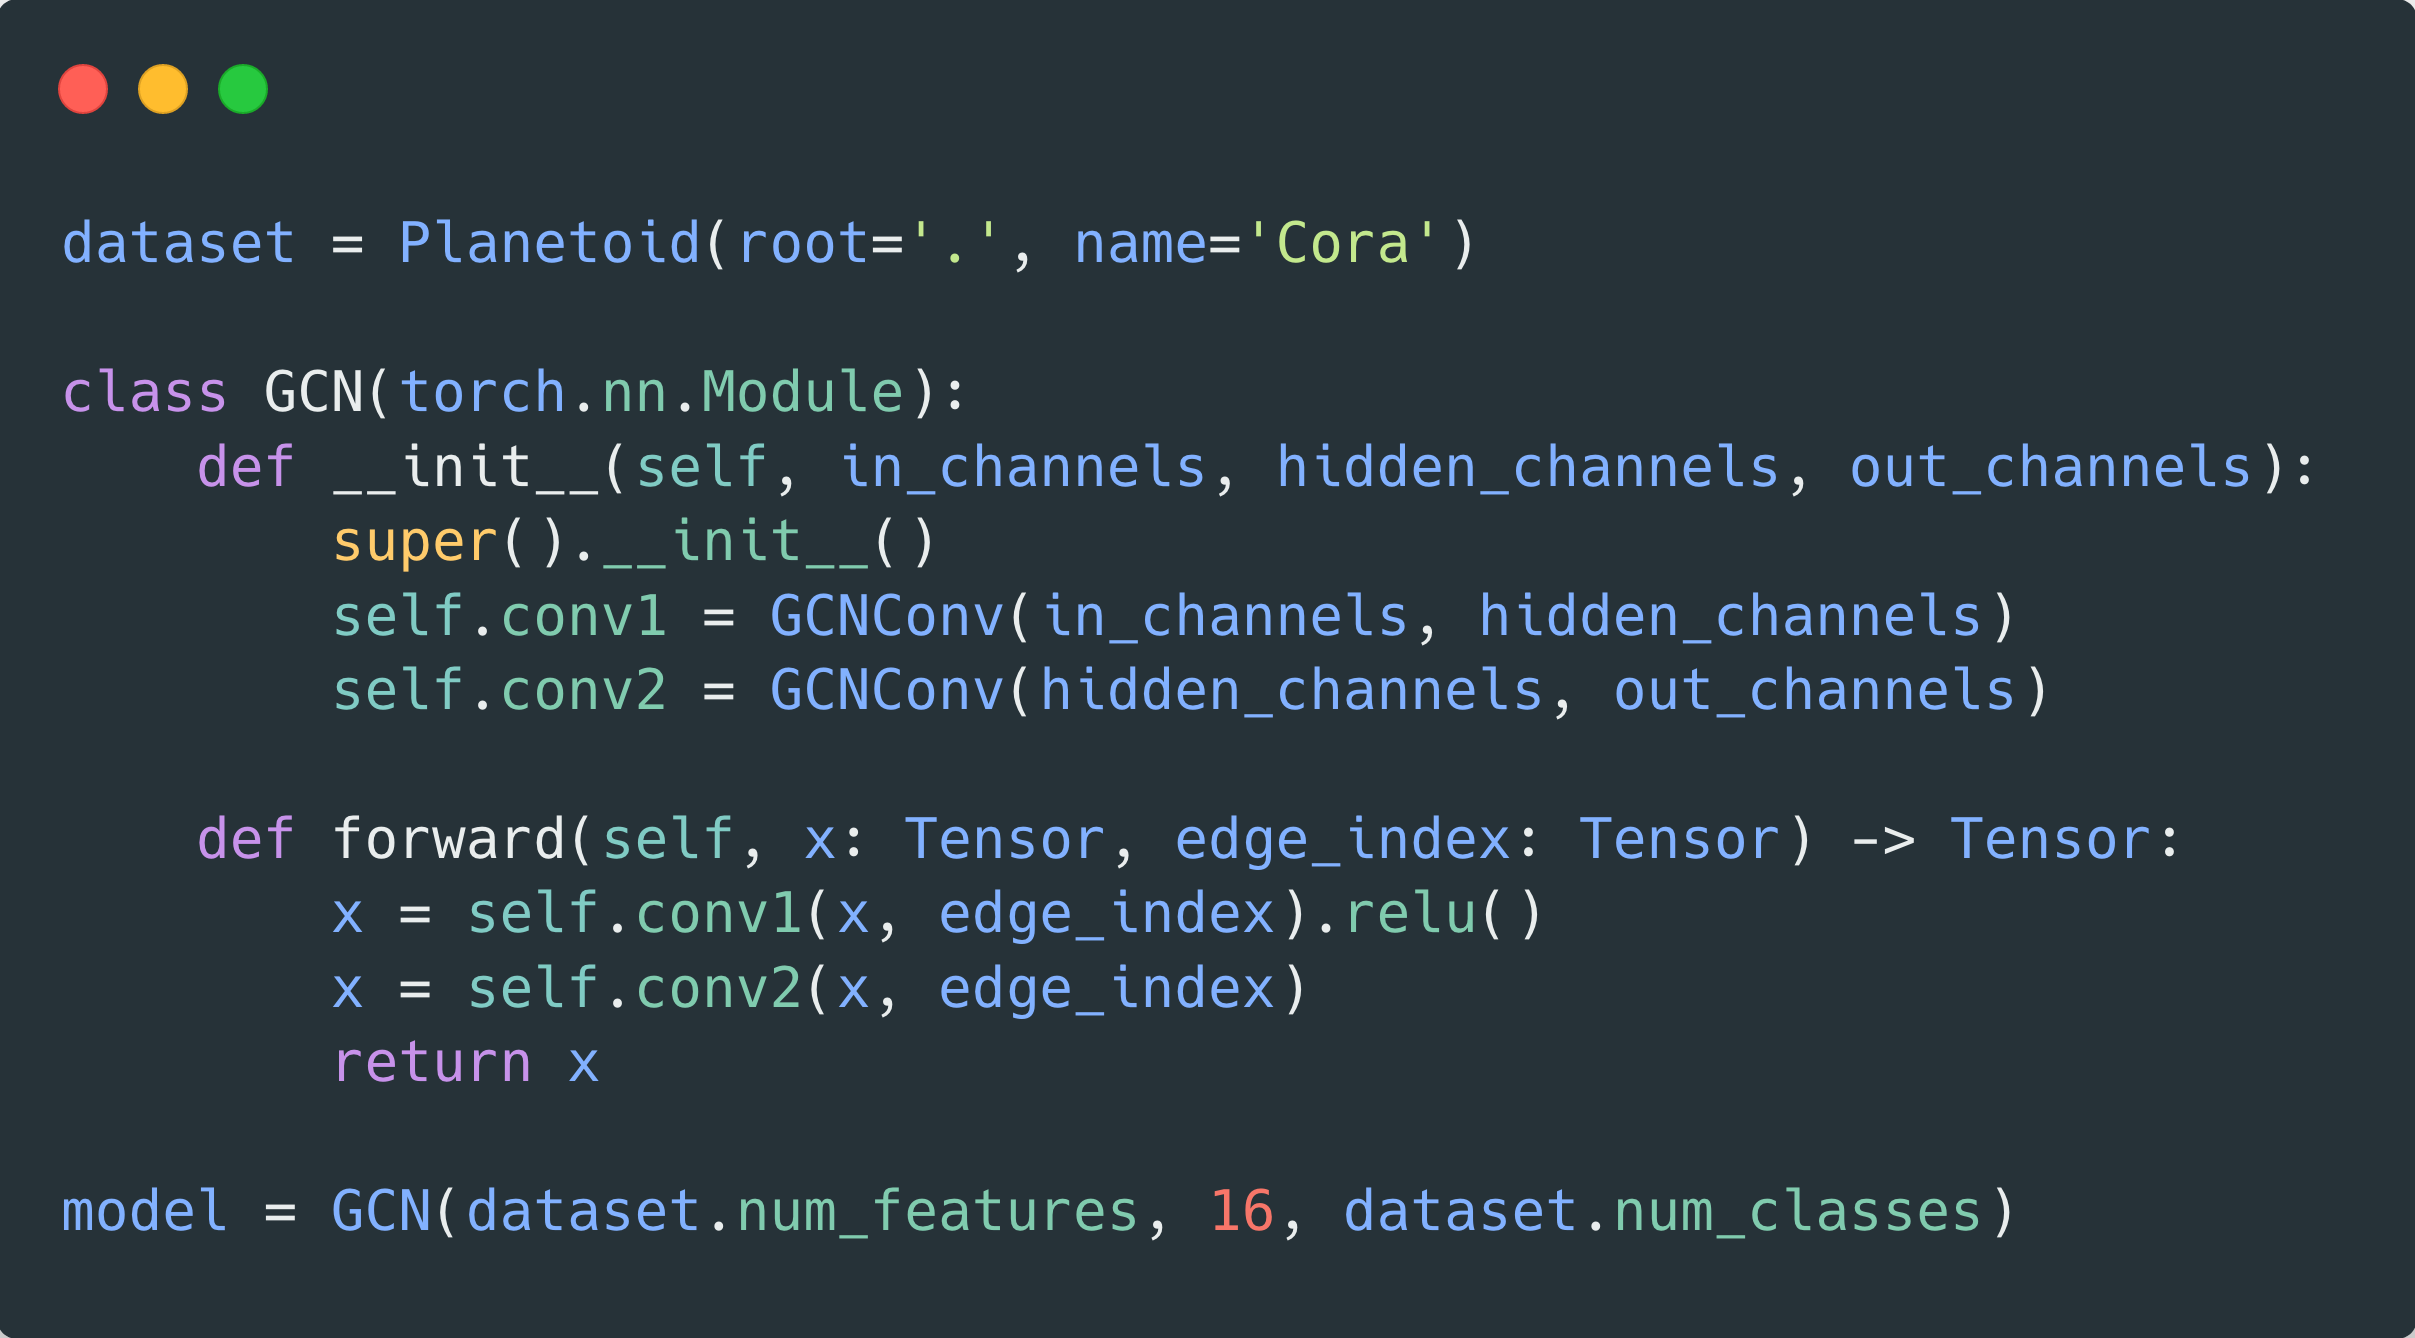 dataset = Planetoid(root='.', name='Cora')
class GCN(torch.nn.Module):
    def __init__(self, in_channels, hidden_channels, out_channels):
        super().__init__()
        self.conv1 = GCNConv(in_channels, hidden_channels)
        self.conv2 = GCNConv(hidden_channels, out_channels)
    def forward(self, x: Tensor, edge_index: Tensor) -> Tensor:
        x = self.conv1(x, edge_index).relu()
        x = self.conv2(x, edge_index)
        return x
model = GCN(dataset.num_features, 16, dataset.num_classes)